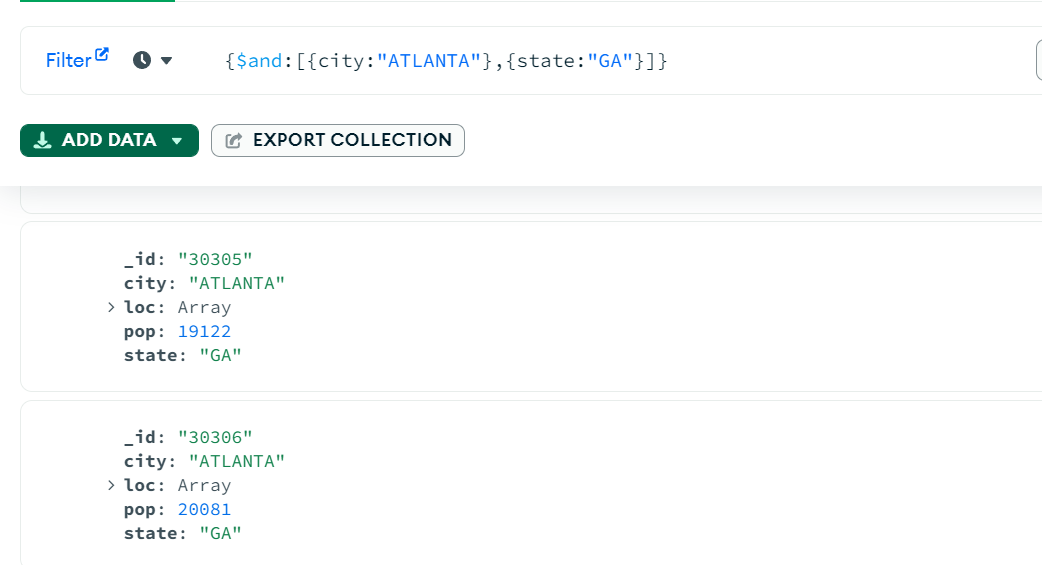 Filter {$and:[{city:"ATLANTA"},{state:"GA"}]}
ADD DATA EXPORT COLLECTION
_id: "30305"
city: "ATLANTA"
loc: Array
pop: 19122
state: "GA"
_id: "30306"
city: "ATLANTA"
loc: Array
pop: 20081
state: "GA"